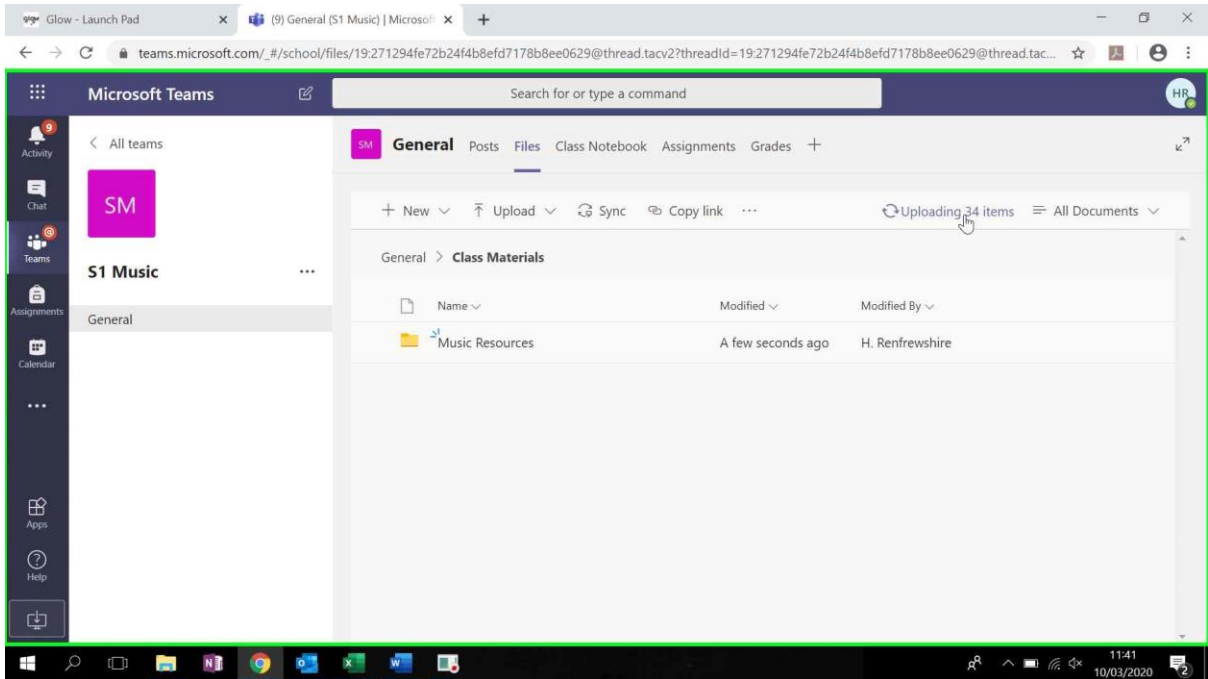 Glow - Launch Pad
(9) General (S1 Music) | Microsof
teams.microsoft.com/_#/school/files/19:271294fe72b24f4b8efd7178b8ee0629@thread.tacv2?threadId=19:271294fe72b24f4b8efd7178b8ee0629@thread.tac...
Microsoft Teams
Search for or type a command
HR
9
Activity
Chat
Teams
Assignments
Calendar
Apps
Help
All teams
SM
S1 Music
General
SM General Posts Files Class Notebook Assignments Grades
New Upload Sync Copy link Uploading 34 items All Documents
General > Class Materials
Name Modified Modified By
Music Resources A few seconds ago H. Renfrewshire
11:41
10/03/2020
2